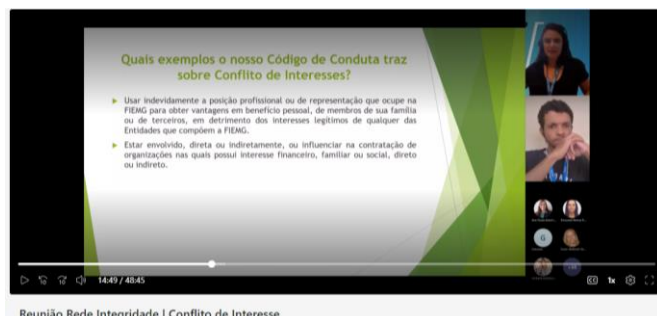 Quais exemplos o nosso Código de Conduta traz
sobre Conflito de Interesses?
Usar indevidamente a posição profissional ou de representação que ocupe na
FIEMG para obter vantagens em benefício pessoal, de membros de sua família
ou de terceiros, em detrimento dos interesses legítimos de qualquer das
Entidades que compõem a FIEMG.
Estar envolvido, direta ou indiretamente, ou influenciar na contratação de
organizações nas quais possui interesse financeiro, familiar ou social, direto
ou indireto.
G
14:49 / 48:45
CC
1x
Reunião Rede Integridade | Conflito de Interesse